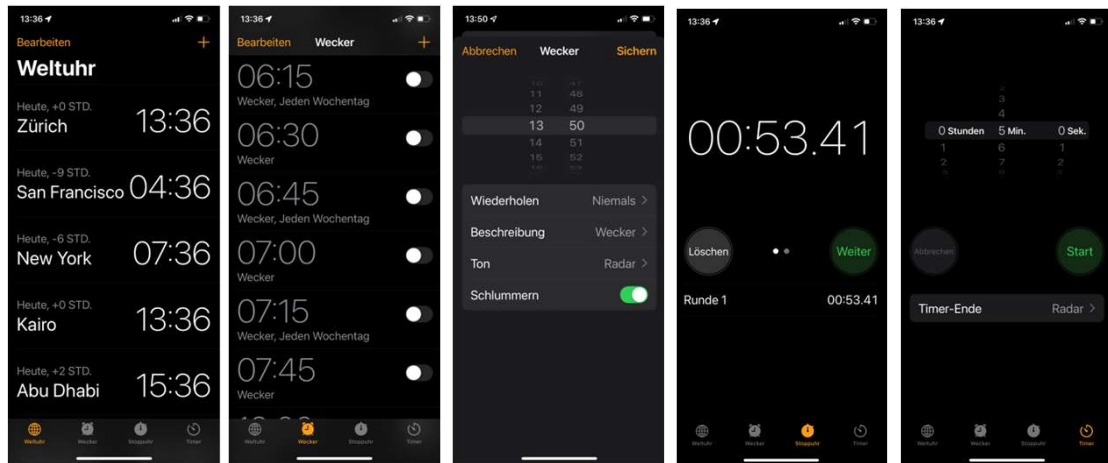 13:36
Bearbeiten
Weltuhr
Heute, +0 STD.
Zürich 13:36
Heute, -9 STD.
San Francisco 04:36
Heute, -6 STD.
New York 07:36
Heute, +0 STD.
Kairo 13:36
Heute, +2 STD.
Abu Dhabi 15:36
Weltuhr Wecker Stoppuhr Timer
13:36
Bearbeiten Wecker +
06:15
Wecker, Jeden Wochentag
06:30
Wecker
06:45
Wecker, Jeden Wochentag
07:00
Wecker
07:15
Wecker, Jeden Wochentag
07:45
Wecker
Weltuhr Wecker Stoppuhr Timer
13:50
Abbrechen Wecker Sichern
11 48
12 49
13 50
14 51
15 52
Wiederholen Niemals >
Beschreibung Wecker >
Ton Radar >
Schlummern
13:36
00:53.41
Löschen Weiter
Runde 1 00:53.41
Weltuhr Wecker Stoppuhr Timer
13:36
3
4
0 Stunden 5 Min. 0 Sek.
1 6 1
2 7 2
Abbrechen Start
Timer-Ende Radar >
Weltuhr Wecker Stoppuhr Timer